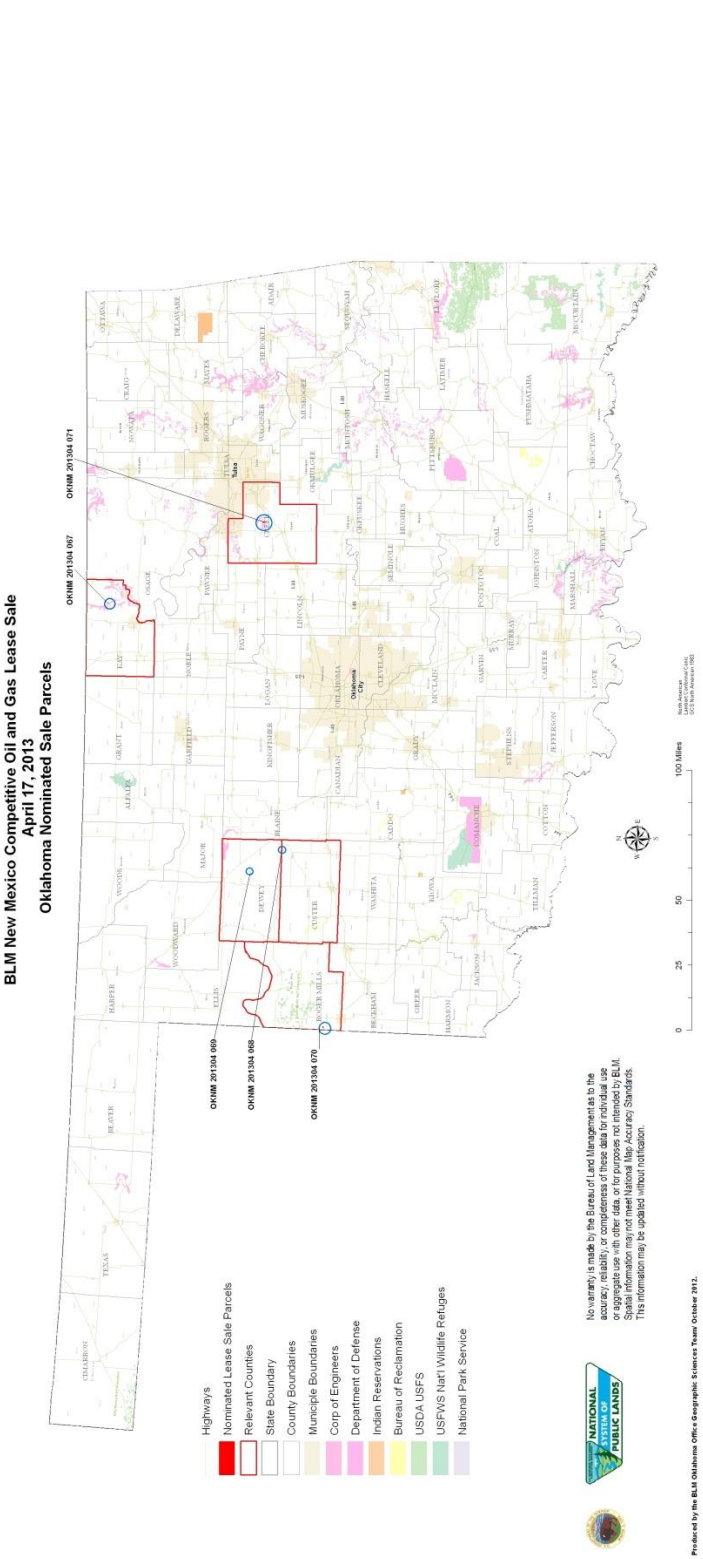 BLM New Mexico Competitive Oil and Gas Lease Sale
April 17, 2013
Oklahoma Nominated Sale Parcels
OKNM 201304 067
OKNM 201304 071
CIMARRON
TEXAS
BEAVER
HARPER
WOODS
ALFALFA
GRANT
KAY
OSAGE
NOWATA
CRAIG
OTTAWA
WOODWARD
MAJOR
GARFIELD
NOBLE
PAWNEE
ROGERS
MAYES
DELAWARE
ELLIS
TULSA
Tulsa
DEWEY
BLAINE
KINGFISHER
LOGAN
PAYNE
WAGONER
CHEROKEE
ADAIR
OKNM 201304 069
OKNM 201304 068
OKNM 201304 070
ROGER MILLS
CUSTER
CANADIAN
OKLAHOMA
Oklahoma
City
LINCOLN
OKMULGEE
MUSKOGEE
SEQUOYAH
BECKHAM
WASHITA
CADDO
GRADY
CLEVELAND
MCCLAIN
SEMINOLE
OKFUSKEE
HUGHES
MCINTOSH
HASKELL
PITTSBURG
LATIMER
LE FLORE
GREER
KIOWA
HARMON
JACKSON
COMANCHE
TILLMAN
COTTON
STEPHENS
JEFFERSON
GARVIN
MURRAY
CARTER
LOVE
PONTOTOC
COAL
JOHNSTON
ATOKA
MARSHALL
BRYAN
CHOCTAW
PUSHMATAHA
MCCURTAIN
Highways
Nominated Lease Sale Parcels
Relevant Counties
State Boundary
County Boundaries
Municiple Boundaries
Corp of Engineers
Department of Defense
Indian Reservations
Bureau of Reclamation
USDA USFS
USFWS Nat'l Wildlife Refuges
National Park Service
NATIONAL
SYSTEM OF
PUBLIC LANDS
No warranty is made by the Bureau of Land Management as to the
accuracy, reliability, or completeness of these data for individual use
or aggregate use with other data, or for purposes not intended by BLM.
Spatial information may not meet National Map Accuracy Standards.
This information may be updated without notification.
0 25 50 100 Miles
N
W E
S
North American
Lambert Conformal Conic
GCS North American 1983
Produced by the BLM Oklahoma Office Geographic Sciences Team/ October 2012.